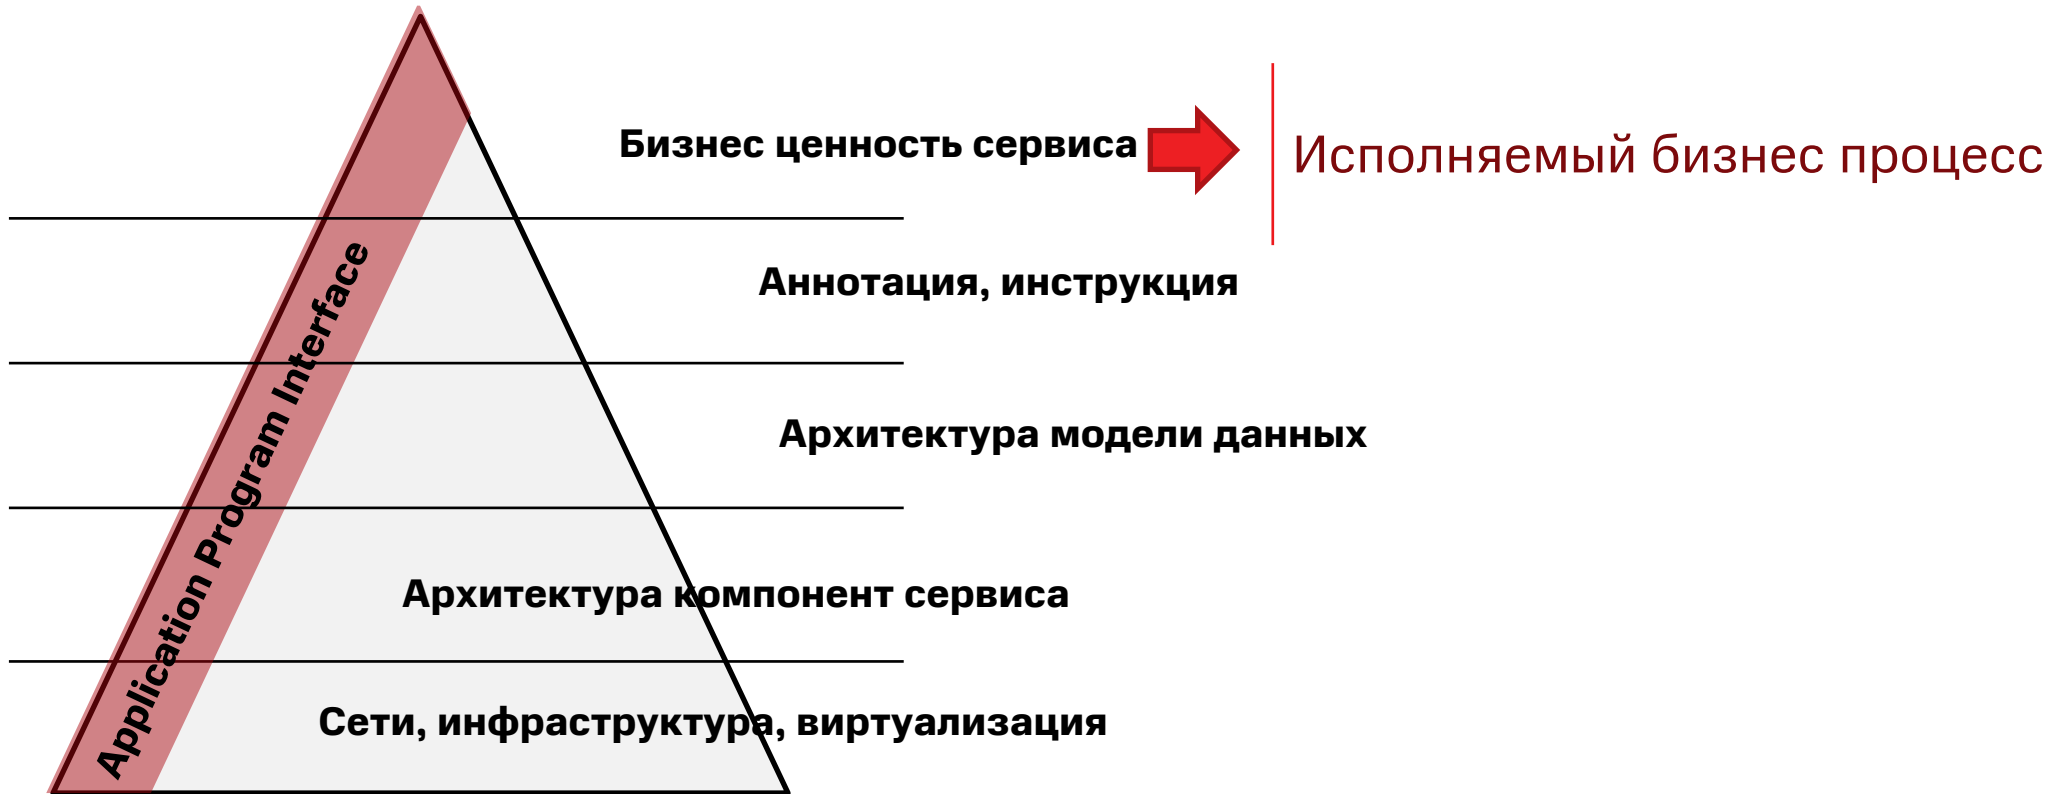 Бизнес ценность сервиса
Исполняемый бизнес процесс
Аннотация, инструкция
Архитектура модели данных
Архитектура компонент сервиса
Сети, инфраструктура, виртуализация
Application Program Interface